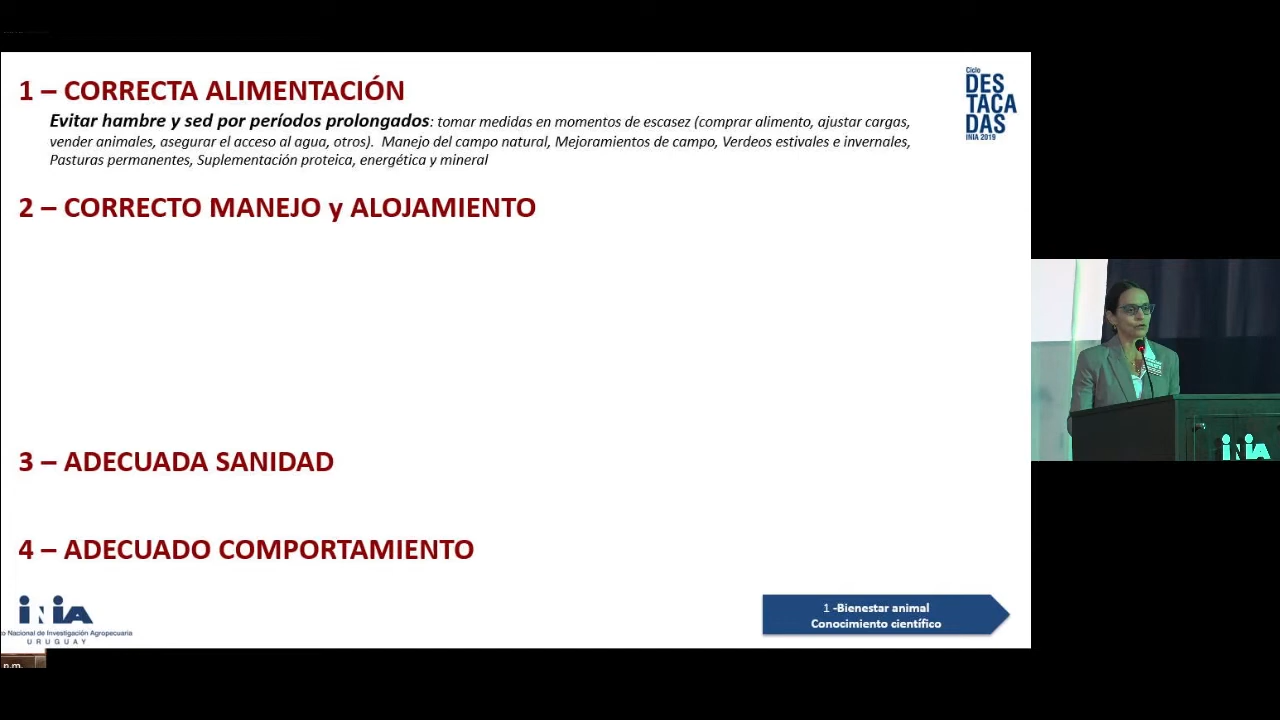 1 – CORRECTA ALIMENTACIÓN
Evitar hambre y sed por períodos prolongados: tomar medidas en momentos de escasez (comprar alimento, ajustar cargas,
vender animales, asegurar el acceso al agua, otros). Manejo del campo natural, Mejoramientos de campo, Verdeos estivales e invernales,
Pasturas permanentes, Suplementación proteica, energética y mineral
Ciclo
DES
TACA
DAS
INIA 2019
2 – CORRECTO MANEJO y ALOJAMIENTO
3 – ADECUADA SANIDAD
4 – ADECUADO COMPORTAMIENTO
INIA
o Nacional de Investigación Agropecuaria
URUGUAY
1 -Bienestar animal
Conocimiento científico
p.m.
INIA